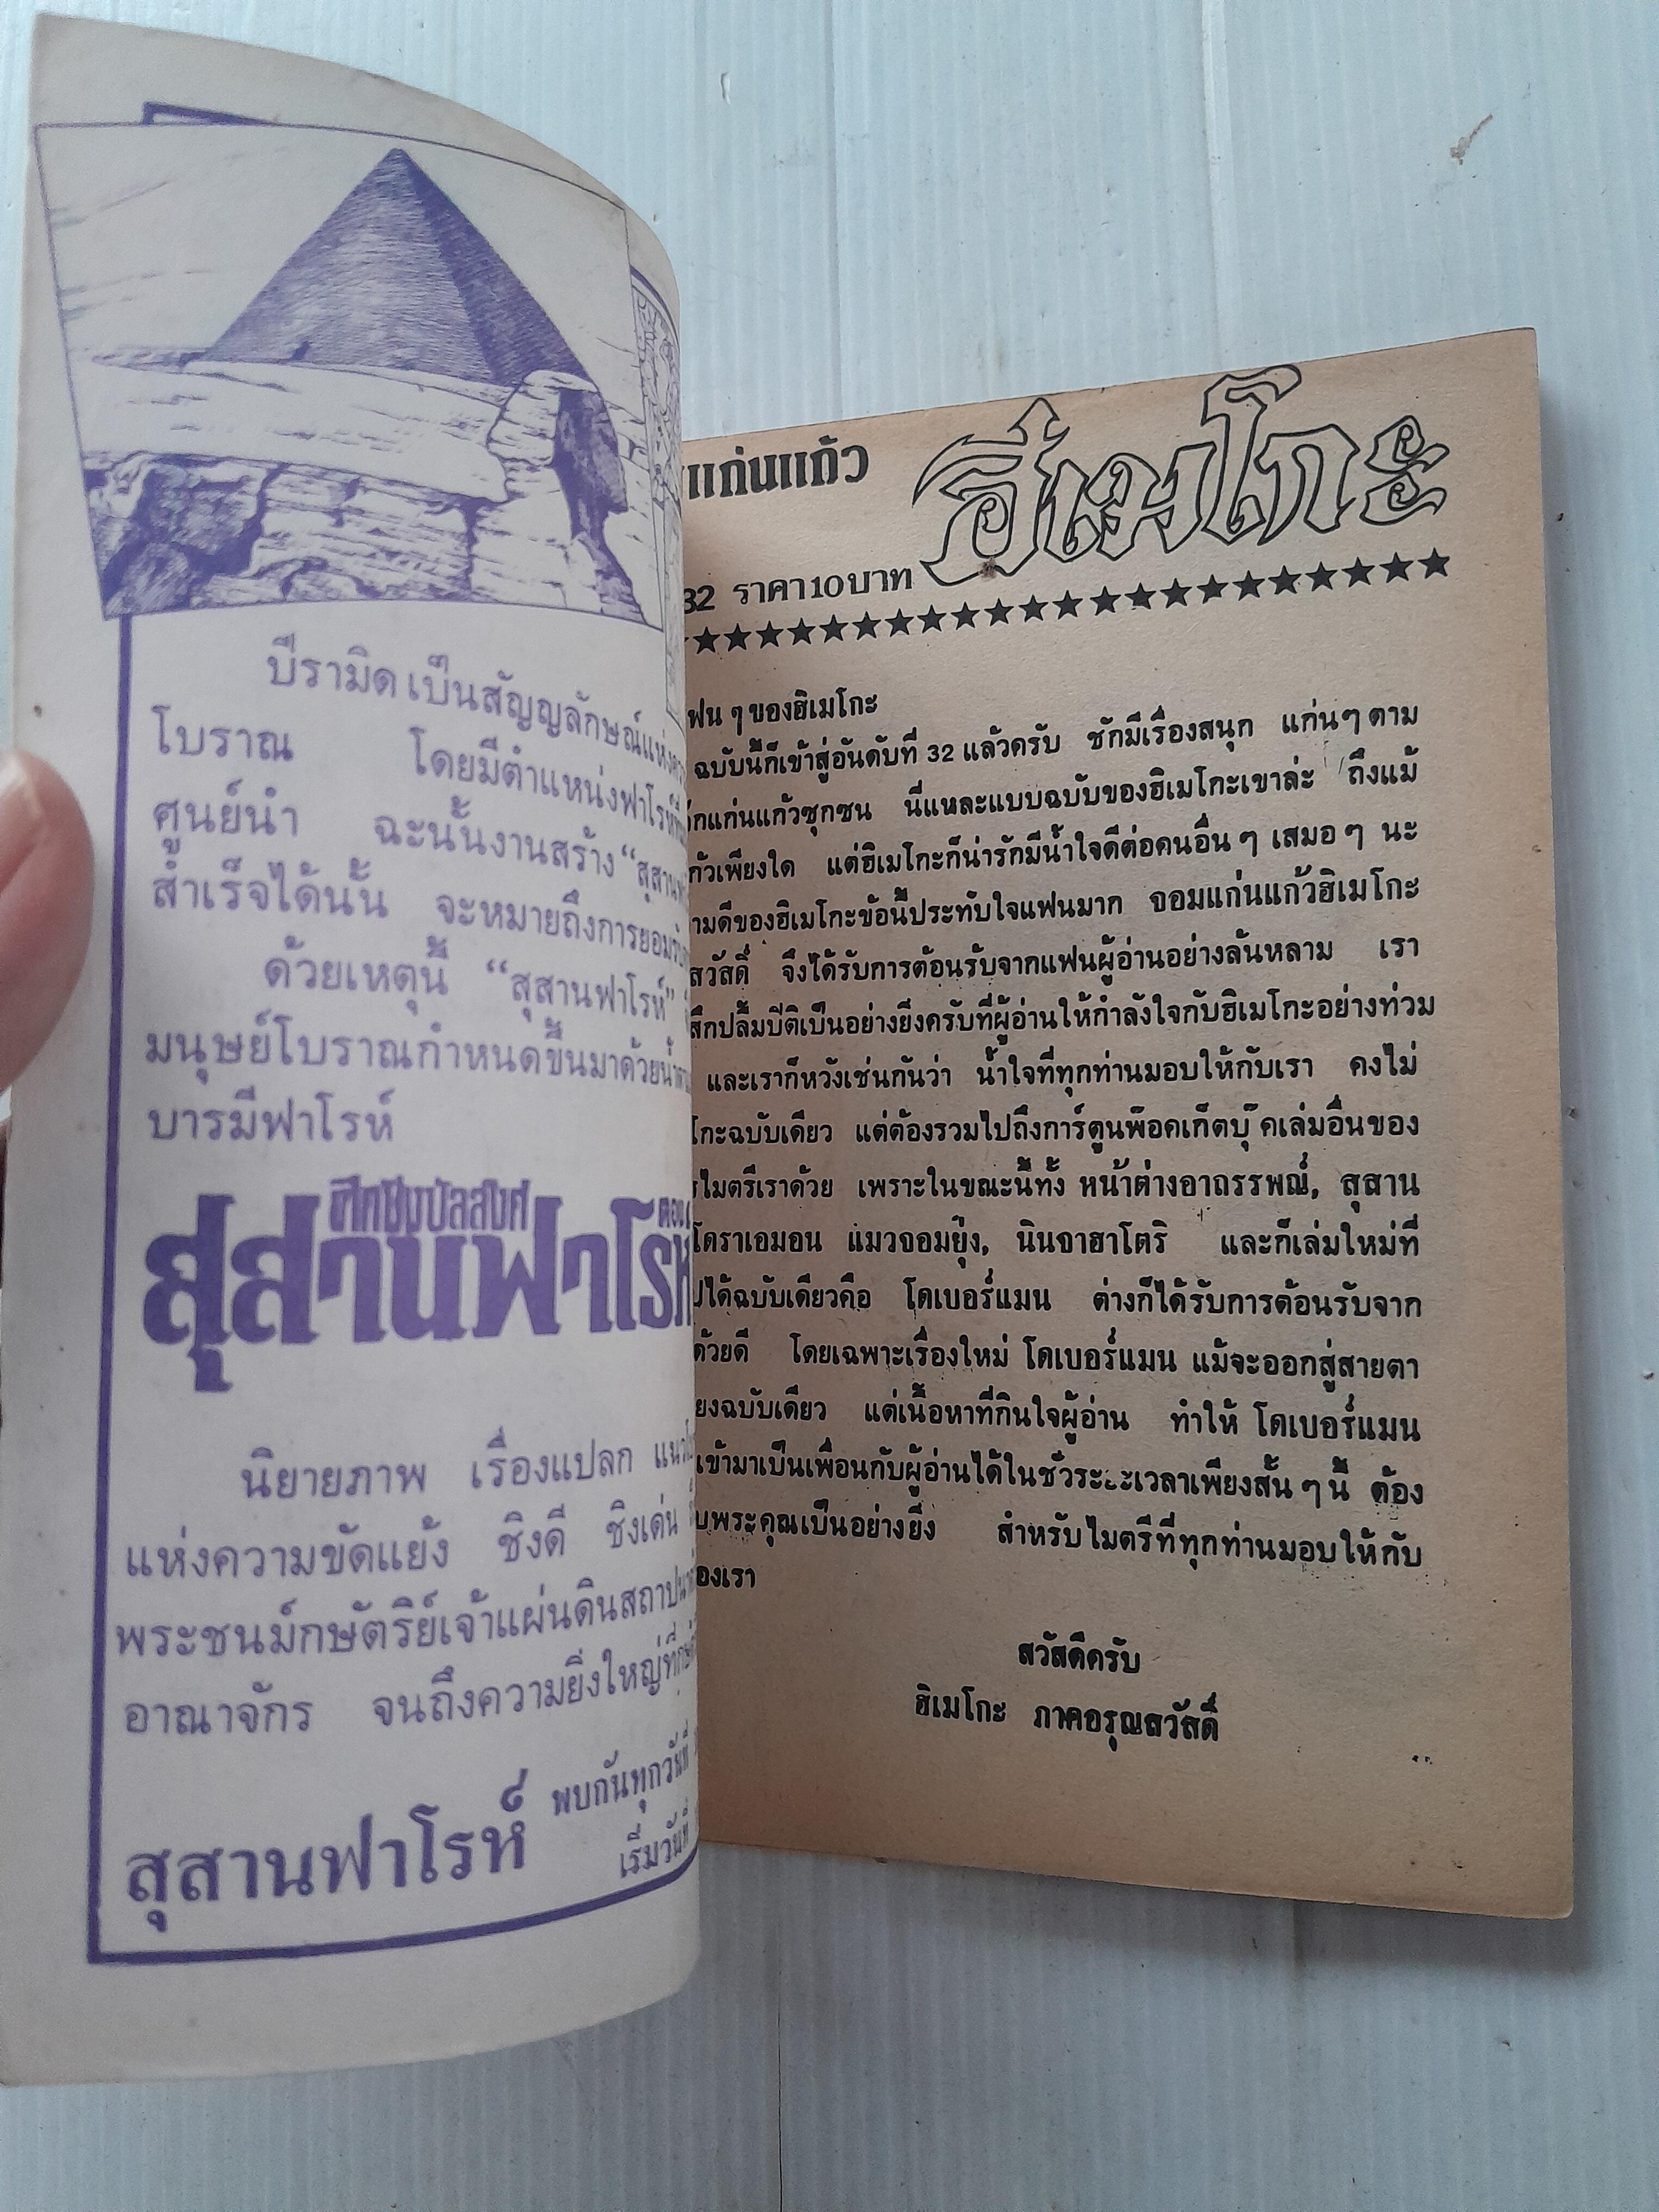 ปิรามิด เป็นสัญญลักษณ์แห่ง
โบราณ โดยมีตำแหน่งฟาโรห์
ศูนย์นำ ฉะนั้นงานสร้าง “สุสาน
สำเร็จได้นั้น จะหมายถึงการยอม
ด้วยเหตุนี้ “สุสานฟาโรห์”
มนุษย์โบราณกำหนดขึ้นมาด้วย
บารมีฟาโรห์
ศึกชิงบัลลังก์
สุสานฟาโรห์
นิยายภาพ เรื่องแปลก
แห่งความขัดแย้ง ชิงดี ชิงเด่น
พระชนม์กษัตริย์เจ้าแผ่นดินสถาปนา
อาณาจักร จนถึงความยิ่งใหญ่ที่
พบกันทุกวันที่
สุสานฟาโรห์
เริ่มวันที่
แก่นแก้ว
ฮิเมโกะ
32 ราคา 10 บาท
★★★★★★★★★★★★★★★★★★★★
แฟน ๆ ของฮิเมโกะ
ฉบับนี้ก็เข้าสู่อันดับที่ 32 แล้วครับ ชักมีเรื่องสนุก แก่นๆ ตาม
แก่นแก้วซุกซน นี่แหละแบบฉบับของฮิเมโกะเขาล่ะ ถึงแม้
เพียงใด แต่ฮิเมโกะก็น่ารักมีน้ำใจดีต่อคนอื่น ๆ เสมอ ๆ นะ
ความดีของฮิเมโกะข้อนี้ประทับใจแฟนมาก จอมแก่นแก้วฮิเมโกะ
สวัสดิ์ จึงได้รับการต้อนรับจากแฟนผู้อ่านอย่างล้นหลาม เรา
ปลื้มปิติเป็นอย่างยิ่งครับที่ผู้อ่านให้กำลังใจกับฮิเมโกะอย่างท่วม
และเราก็หวังเช่นกันว่า น้ำใจที่ทุกท่านมอบให้กับเรา คงไม่
โกะฉบับเดียว แต่ต้องรวมไปถึงการ์ตูนพ๊อคเก็ตบุ๊คเล่มอื่นของ
ไมตรีเราด้วย เพราะในขณะนี้ทั้ง หน้าต่างอาถรรพณ์, สุสาน
โดราเอมอน แมวจอมยุ่ง, นินจาฮาโตริ และก็เล่มใหม่ที่
ได้ฉบับเดียวคือ โดเบอร์แมน ต่างก็ได้รับการต้อนรับจาก
ด้วยดี โดยเฉพาะเรื่องใหม่ โดเบอร์แมน แม้จะออกสู่สายตา
ฉบับเดียว แต่เนื้อหาที่กินใจผู้อ่าน ทำให้ โดเบอร์แมน
เข้ามาเป็นเพื่อนกับผู้อ่านได้ในชั่วระยะเวลาเพียงสั้น ๆ นี้ ต้อง
พระคุณเป็นอย่างยิ่ง สำหรับไมตรีที่ทุกท่านมอบให้กับ
ของเรา
สวัสดีครับ
ฮิเมโกะ ภาคอรุณสวัสดิ์